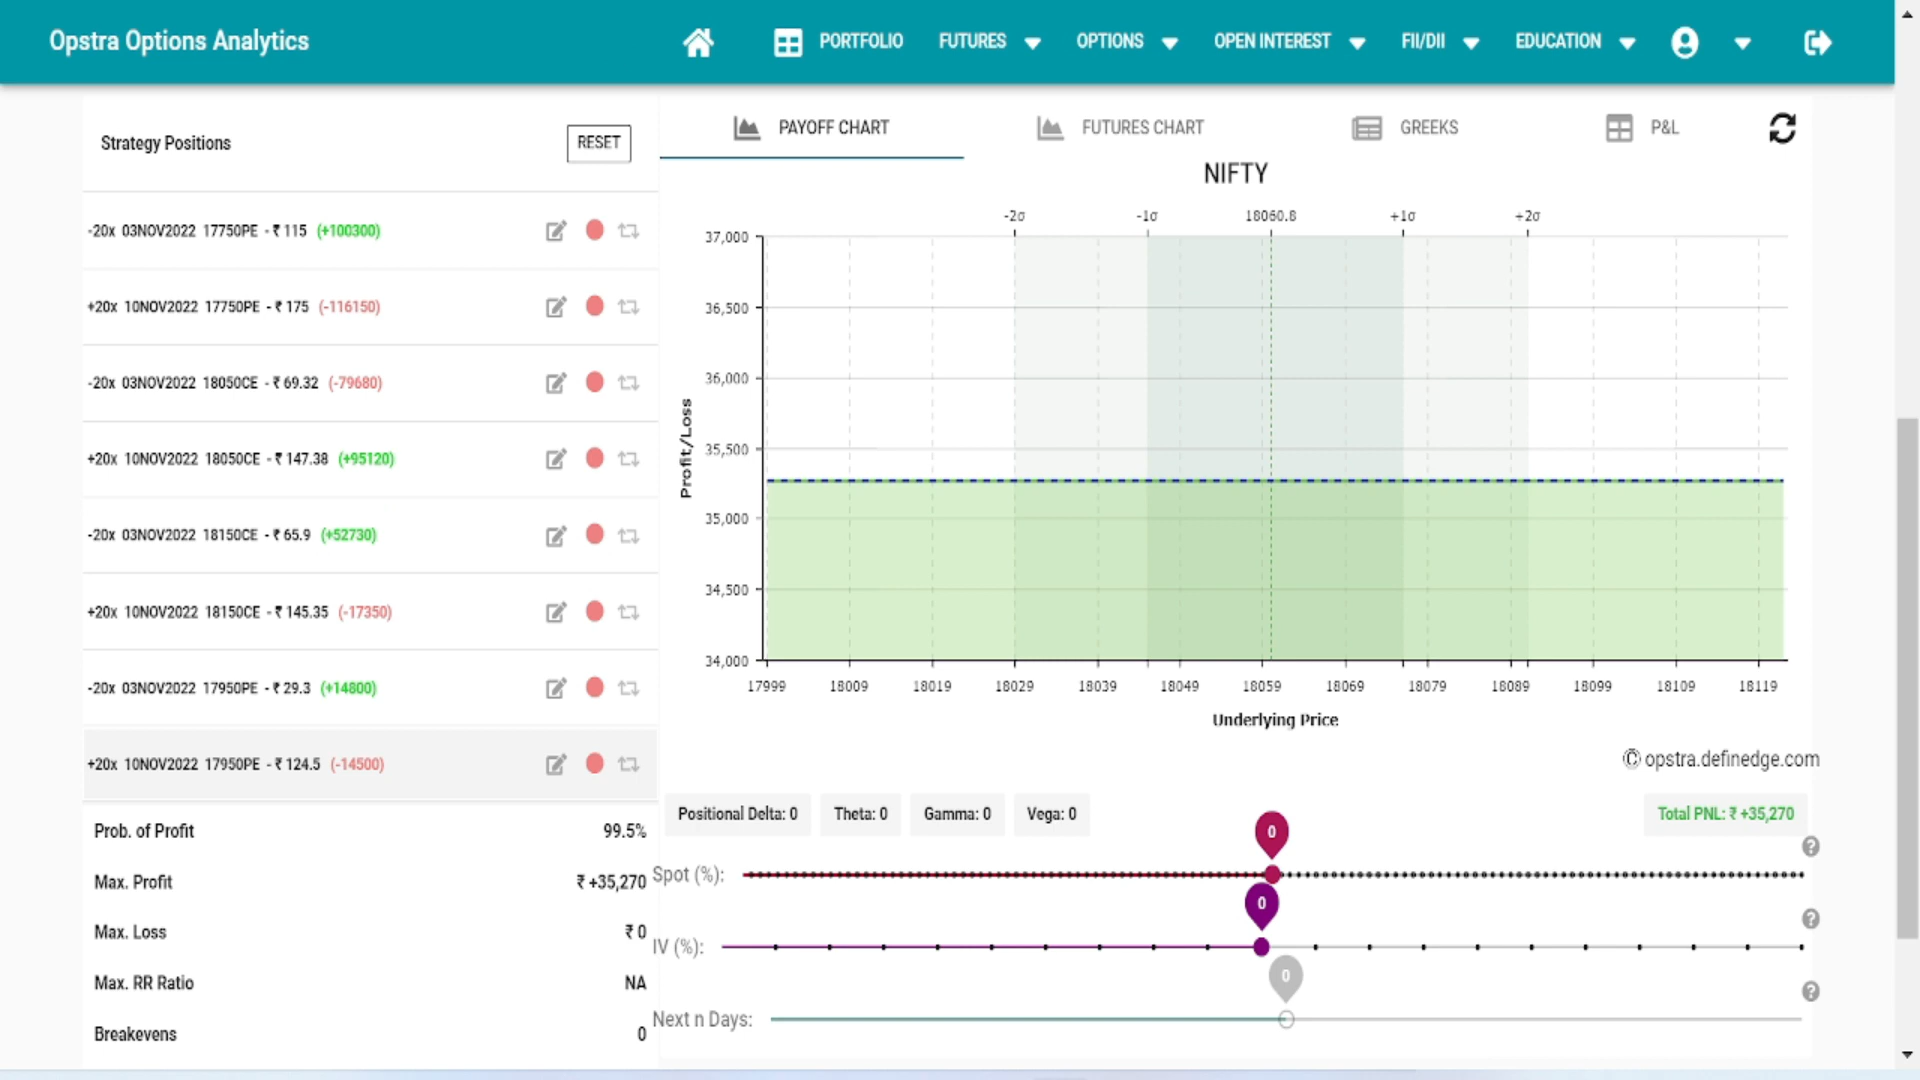 Opstra Options Analytics
PORTFOLIO FUTURES OPTIONS OPEN INTEREST FII/DII EDUCATION
Strategy Positions
RESET
-20x 03NOV2022 17750PE - ₹ 115 (+100300)
+20x 10NOV2022 17750PE - ₹ 175 (-116150)
-20x 03NOV2022 18050CE - ₹ 69.32 (-79680)
+20x 10NOV2022 18050CE - ₹ 147.38 (+95120)
-20x 03NOV2022 18150CE - ₹ 65.9 (+52730)
+20x 10NOV2022 18150CE - ₹ 145.35 (-17350)
-20x 03NOV2022 17950PE - ₹ 29.3 (+14800)
+20x 10NOV2022 17950PE - ₹ 124.5 (-14500)
Prob. of Profit 99.5%
Max. Profit ₹ +35,270
Max. Loss ₹ 0
Max. RR Ratio NA
Breakevens 0
PAYOFF CHART FUTURES CHART GREEKS P&L
NIFTY
-2σ -1σ 18060.8 +1σ +2σ
37,000
36,500
36,000
35,500
35,000
34,500
34,000
Profit/Loss
17999 18009 18019 18029 18039 18049 18059 18069 18079 18089 18099 18109 18119
Underlying Price
© opstra.definedge.com
Positional Delta: 0 Theta: 0 Gamma: 0 Vega: 0 Total PNL: ₹ +35,270
0
?
Spot (%):
0
?
IV (%):
0
?
Next n Days: